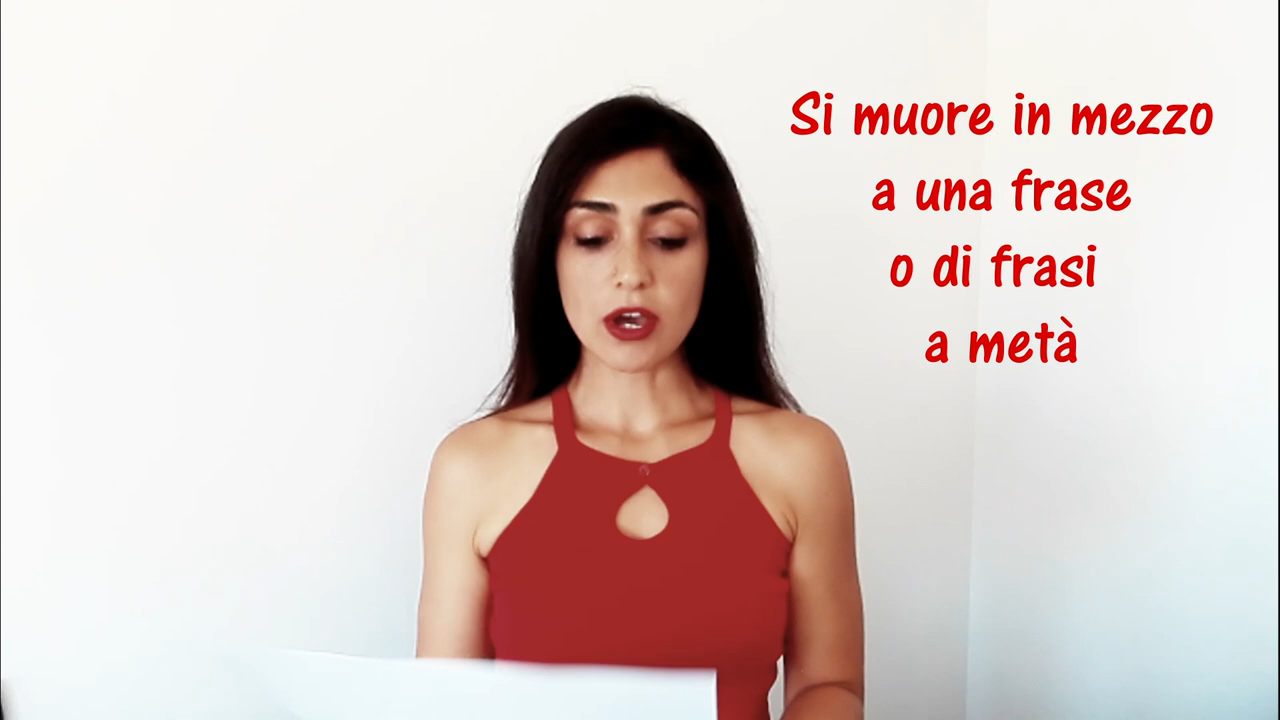 Si muore in mezzo
a una frase
o di frasi
a metà